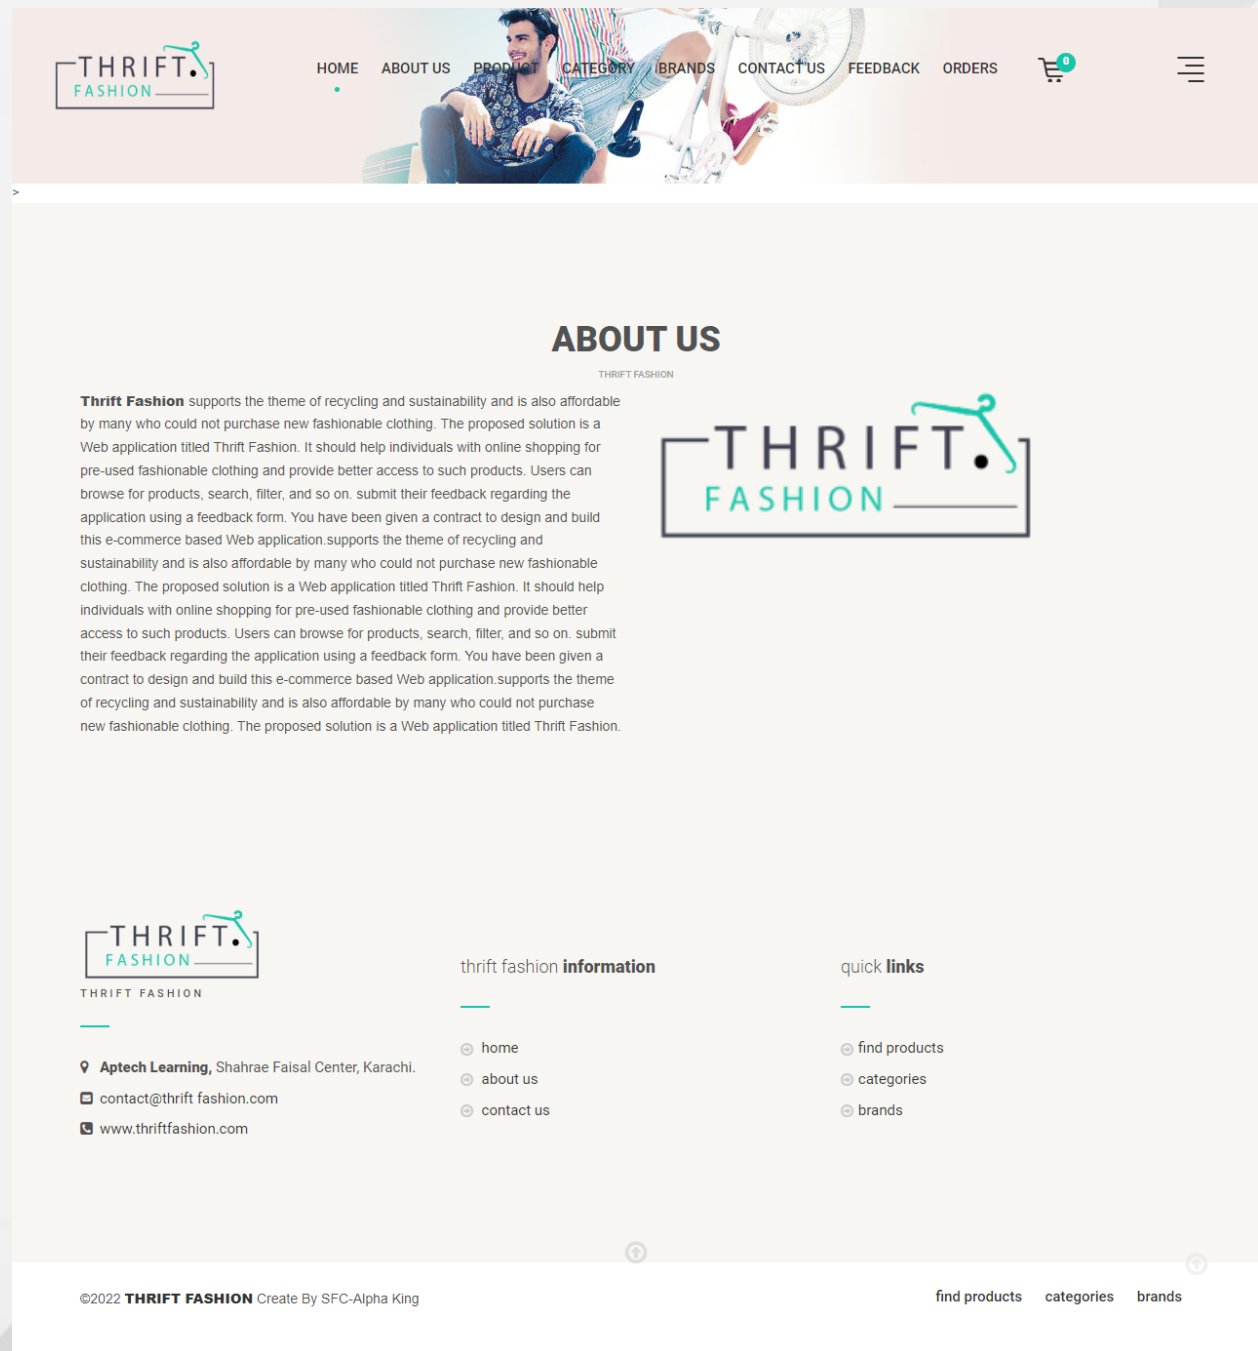 THRIFT.
FASHION
HOME ABOUT US PRODUCT CATEGORY BRANDS CONTACT US FEEDBACK ORDERS 0
>
ABOUT US
THRIFT FASHION
Thrift Fashion supports the theme of recycling and sustainability and is also affordable
by many who could not purchase new fashionable clothing. The proposed solution is a
Web application titled Thrift Fashion. It should help individuals with online shopping for
pre-used fashionable clothing and provide better access to such products. Users can
browse for products, search, filter, and so on. submit their feedback regarding the
application using a feedback form. You have been given a contract to design and build
this e-commerce based Web application.supports the theme of recycling and
sustainability and is also affordable by many who could not purchase new fashionable
clothing. The proposed solution is a Web application titled Thrift Fashion. It should help
individuals with online shopping for pre-used fashionable clothing and provide better
access to such products. Users can browse for products, search, filter, and so on. submit
their feedback regarding the application using a feedback form. You have been given a
contract to design and build this e-commerce based Web application.supports the theme
of recycling and sustainability and is also affordable by many who could not purchase
new fashionable clothing. The proposed solution is a Web application titled Thrift Fashion.
THRIFT.
FASHION
THRIFT.
FASHION
THRIFT FASHION
Aptech Learning, Shahrae Faisal Center, Karachi.
contact@thrift fashion.com
www.thriftfashion.com
thrift fashion information
home
about us
contact us
quick links
find products
categories
brands
©2022 THRIFT FASHION Create By SFC-Alpha King
find products categories brands